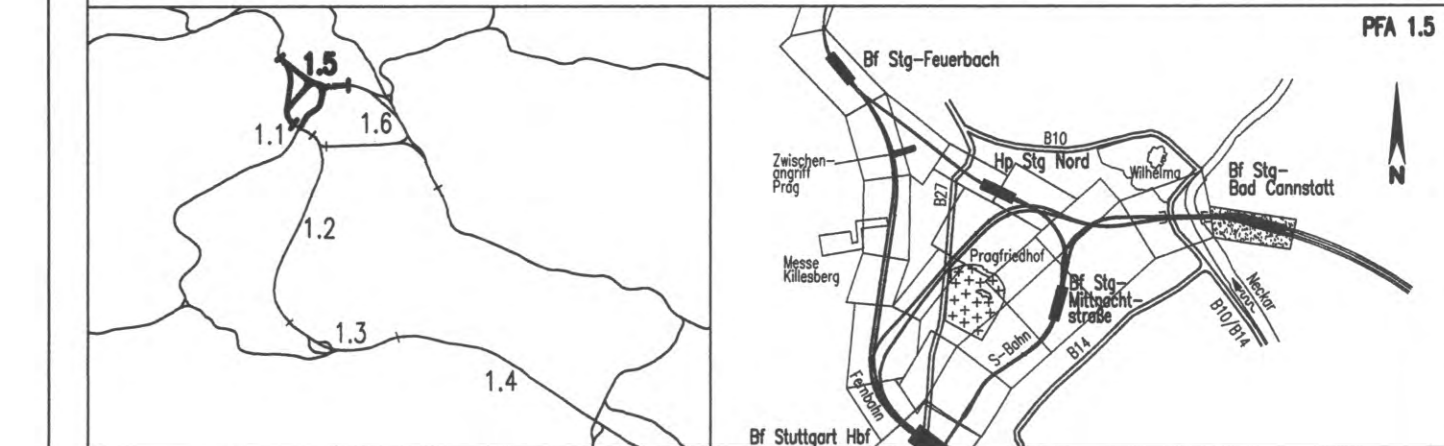 1.5
1.1
1.6
1.2
1.3
1.4
PFA 1.5
Bf Stg-Feuerbach
B10
Zwischen-
angriff
Prag
Hp Stg Nord
Wilhelma
Bf Stg-
Bad Cannstatt
N
B27
Messe
Killesberg
Pragfriedhof
Bf Stg-
Mittnacht-
straße
Neckar
B10/B14
S-Bahn
B14
Fernbahn
Bf Stuttgart Hbf